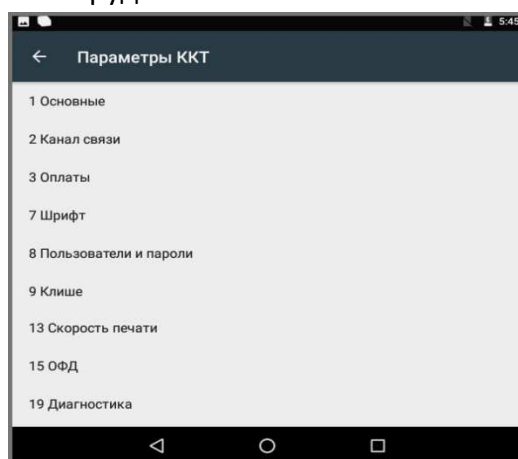 5:45
Параметры ККТ
1 Основные
2 Канал связи
3 Оплаты
7 Шрифт
8 Пользователи и пароли
9 Клише
13 Скорость печати
15 ОФД
19 Диагностика